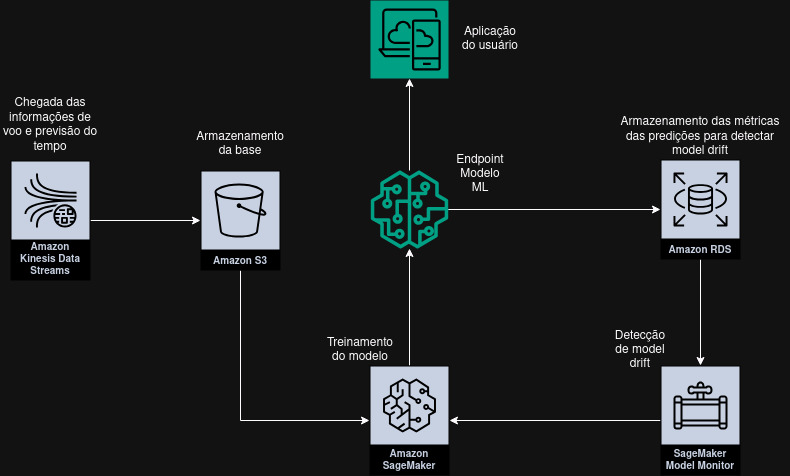 Aplicação
do usuário
Chegada das
informações de
voo e previsão do
tempo
Amazon
Kinesis Data
Streams
Armazenamento
da base
Amazon S3
Endpoint
Modelo
ML
Armazenamento das métricas
das predições para detectar
model drift
Amazon RDS
Treinamento
do modelo
Amazon
SageMaker
Detecção
de model
drift
SageMaker
Model Monitor